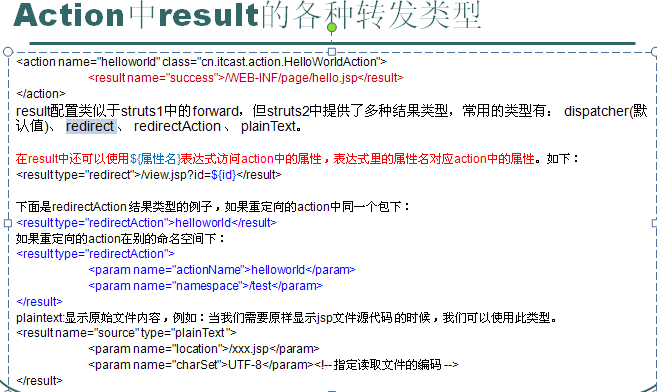 Action中result的各种转发类型
<action name="helloworld" class="cn.itcast.action.HelloWorldAction">
<result name="success">/WEB-INF/page/hello.jsp</result>
</action>
result配置类似于struts1中的forward，但struts2中提供了多种结果类型，常用的类型有： dispatcher(默
认值)、 redirect 、 redirectAction 、 plainText。
在result中还可以使用${属性名}表达式访问action中的属性，表达式里的属性名对应action中的属性。如下：
<result type="redirect">/view.jsp?id=${id}</result>
下面是redirectAction 结果类型的例子，如果重定向的action中同一个包下：
<result type="redirectAction">helloworld</result>
如果重定向的action在别的命名空间下：
<result type="redirectAction">
<param name="actionName">helloworld</param>
<param name="namespace">/test</param>
</result>
plaintext:显示原始文件内容，例如：当我们需要原样显示jsp文件源代码 的时候，我们可以使用此类型。
<result name="source" type="plainText ">
<param name="location">/xxx.jsp</param>
<param name="charSet">UTF-8</param><!-- 指定读取文件的编码 -->
</result>